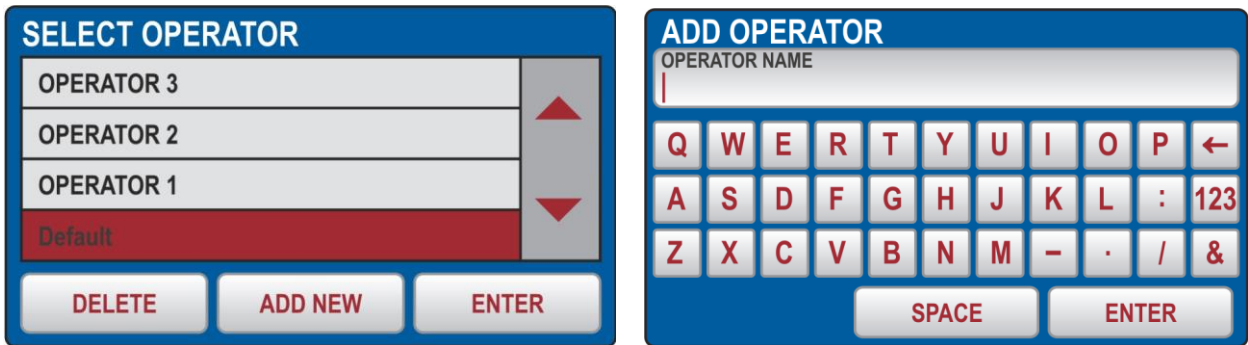 SELECT OPERATOR
OPERATOR 3
OPERATOR 2
OPERATOR 1
Default
DELETE ADD NEW ENTER
ADD OPERATOR
OPERATOR NAME
Q W E R T Y U I O P ←
A S D F G H J K L : 123
Z X C V B N M – . / &
SPACE ENTER